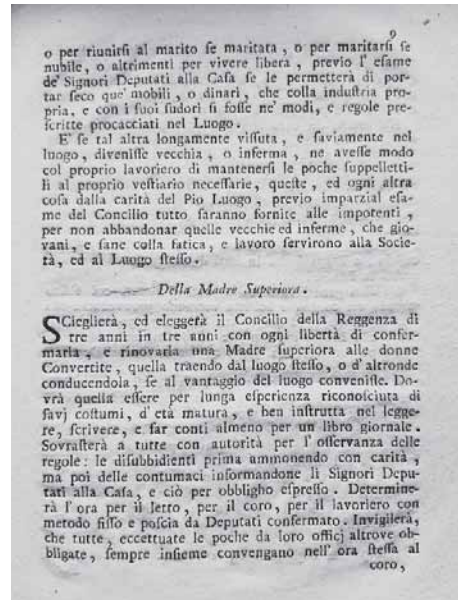 9
o per riunirſi al marito ſe maritata, o per maritarſi ſe
nubile, o altrimenti per vivere libera, previo l' eſame
de' Signori Deputati alla Caſa ſe le permetterà di por-
tar ſeco que' mobili, o dinari, che colla induſtria pro-
pria, e con i ſuoi ſudori ſi foſſe ne' modi, e regole pre-
ſcritte procacciati nel Luogo.
E' ſe tal altra longamente viſſuta, e ſaviamente nel
luogo, diveniſſe vecchia, o inferma, ne aveſſe modo
col proprio lavoriero di mantenerſi le poche ſuppelletti-
li al proprio veſtiario neceſſarie, queſte, ed ogni altra
coſa dalla carità del Pio Luogo, previo imparzial eſa-
me del Concilio tutto ſaranno fornite alle impotenti,
per non abbandonar quelle vecchie ed inferme, che gio-
vani, e ſane colla fatica, e lavoro ſervirono alla Socie-
tà, ed al Luogo ſteſſo.
Della Madre Superiora.
SCieglierà, ed eleggerà il Concilio della Reggenza di
tre anni in tre anni con ogni libertà di confer-
marla, e rinovarla una Madre ſuperiora alle donne
Convertite, quella traendo dal luogo ſteſſo, o d' altronde
conducendola, ſe al vantaggio del luogo conveniſſe. Do-
vrà quella eſſere per lunga eſperienza riconoſciuta di
ſavj coſtumi, d' età matura, e ben inſtrutta nel legge-
re, ſcrivere, e far conti almeno per un libro giornale.
Sovraſterà a tutte con autorità per l' oſſervanza delle
regole: le diſubbidienti prima ammonendo con carità,
ma poi delle contumaci informandone li Signori Depu-
tati alla Caſa, e ciò per obbligho eſpreſſo. Determine-
rà l' ora per il letto, per il coro, per il lavoriero con
metodo fiſſo e poſcia da Deputati confermato. Invigilerà,
che tutte, eccettuate le poche da loro officj altrove ob-
bligate, ſempre inſieme convengano nell' ora ſteſſa al
coro,